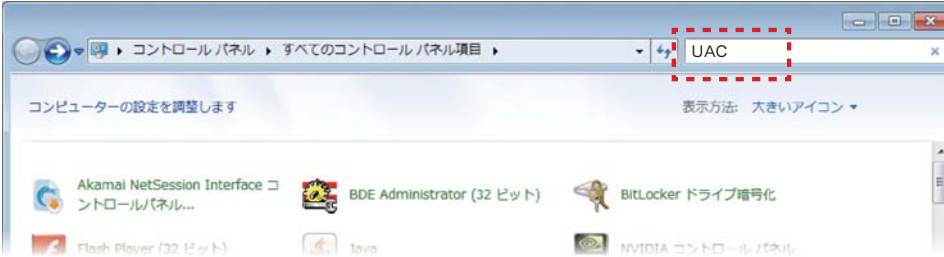 コントロール パネル すべてのコントロール パネル項目 UAC
コンピューターの設定を調整します 表示方法: 大きいアイコン
Akamai NetSession Interface コ
ントロールパネル...
BDE Administrator (32 ビット)
BitLocker ドライブ暗号化
Flash Player (32 ビット) Java NVIDIA コントロール パネル